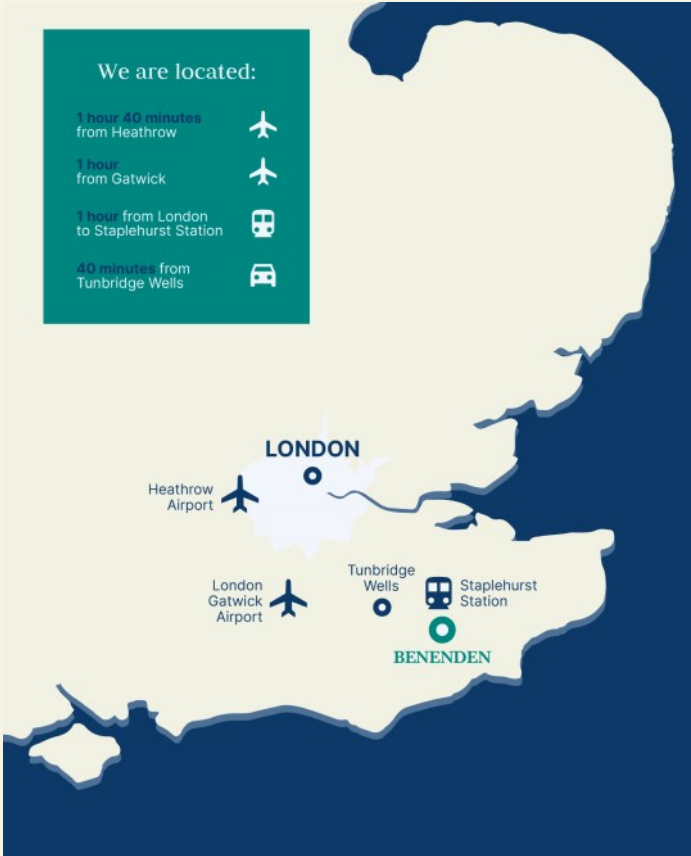 We are located:
1 hour 40 minutes
from Heathrow
1 hour
from Gatwick
1 hour from London
to Staplehurst Station
40 minutes from
Tunbridge Wells
LONDON
Heathrow
Airport
London
Gatwick
Airport
Tunbridge
Wells
Staplehurst
Station
BENENDEN